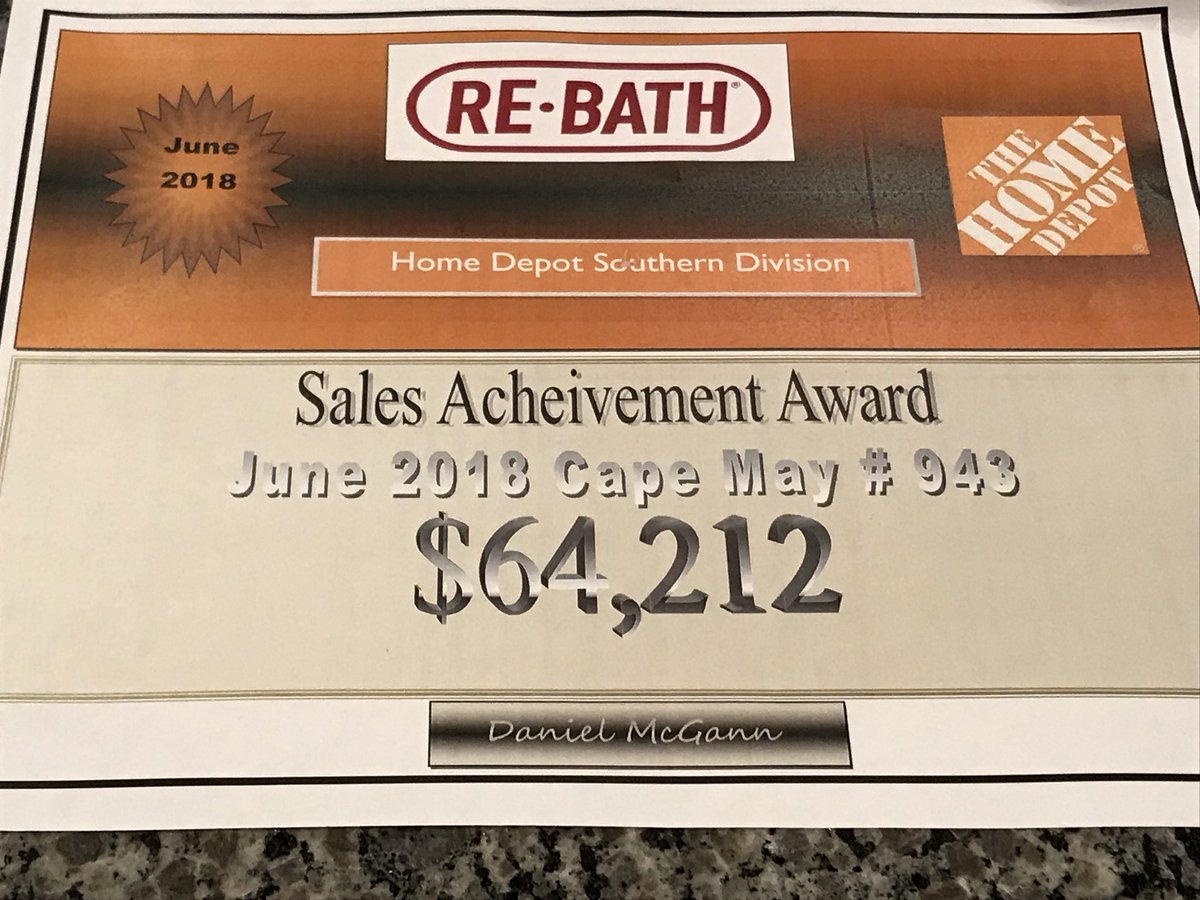 RE·BATH®
June
2018
THE
HOME
DEPOT
®
Home Depot Southern Division
Sales Acheivement Award
June 2018 Cape May # 943
$64,212
Daniel McGann